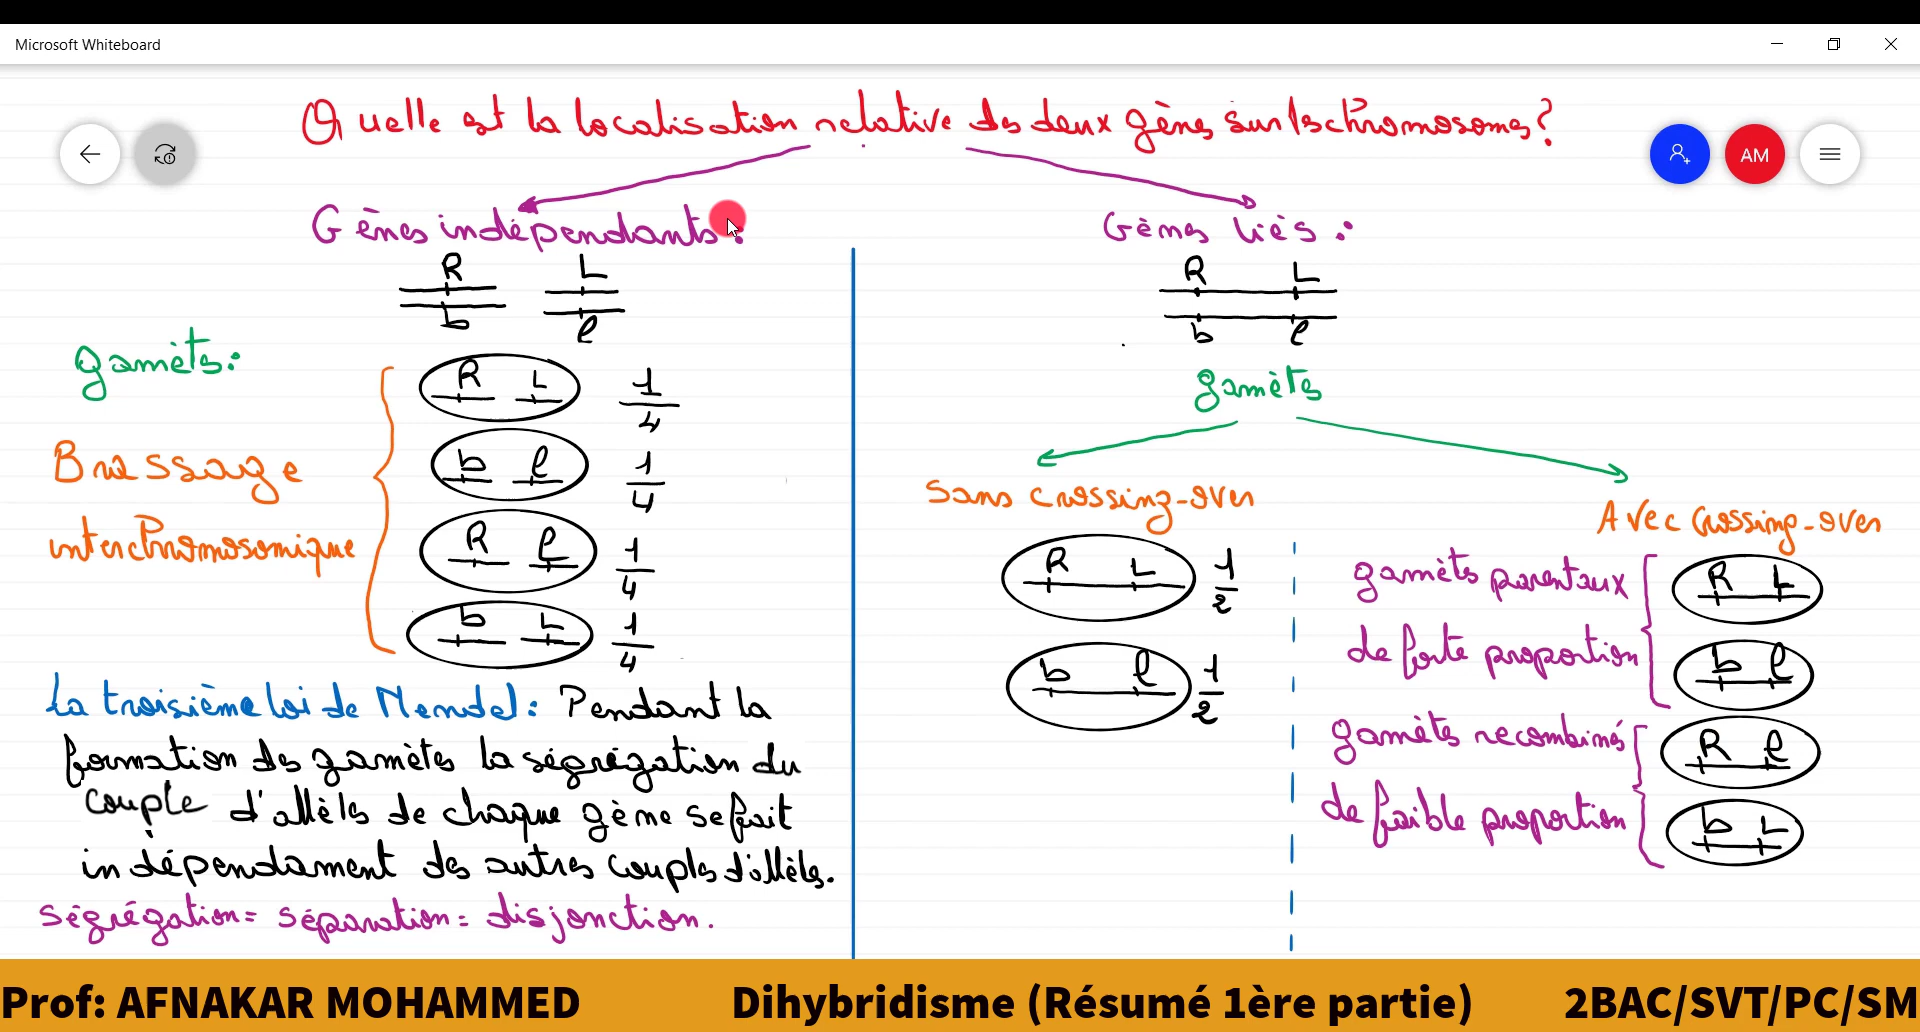 Microsoft Whiteboard
Quelle est la localisation relative des deux gènes sur les chromosomes?
AM
Gènes indépendants:
R L
b l
gamètes:
R L 1/4
b l 1/4
R l 1/4
b L 1/4
Brassage
interchromosomique
La troisième loi de Mendel: Pendant la
formation des gamètes la ségrégation du
couple d'allèles de chaque gène se fait
indépendament des autres couples d'allèles.
ségrégation = séparation = disjonction.
Gènes liés:
R L
b l
gamètes
Sans crossing-over
R L 1/2
b l 1/2
Avec Crossing-over
gamètes parentaux
de forte proportion
R L
b l
gamètes recombinés
de faible proportion
R l
b L
Prof: AFNAKAR MOHAMMED Dihybridisme (Résumé 1ère partie) 2BAC/SVT/PC/SM